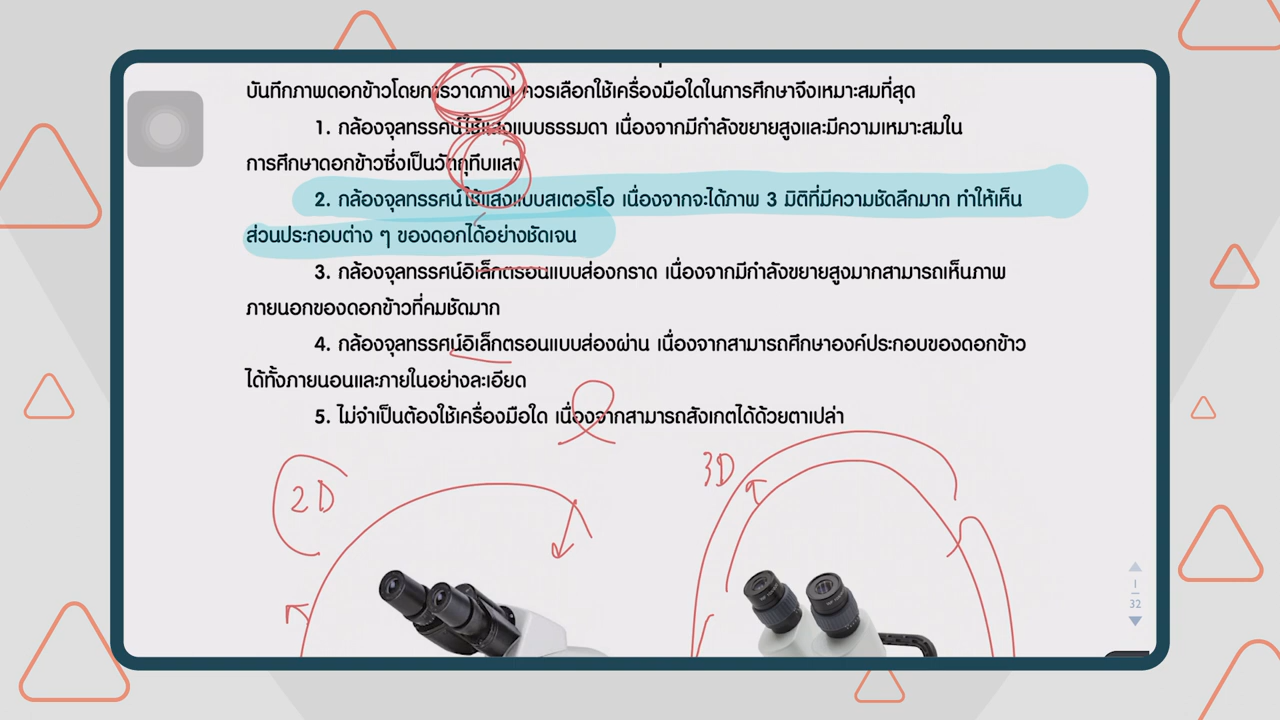 บันทึกภาพดอกข้าวโดยการวาดภาพ ควรเลือกใช้เครื่องมือใดในการศึกษาจึงเหมาะสมที่สุด
1. กล้องจุลทรรศน์ใช้แสงแบบธรรมดา เนื่องจากมีกำลังขยายสูงและมีความเหมาะสมใน
การศึกษาดอกข้าวซึ่งเป็นวัตถุทึบแสง
2. กล้องจุลทรรศน์ใช้แสงแบบสเตอริโอ เนื่องจากจะได้ภาพ 3 มิติที่มีความชัดลึกมาก ทำให้เห็น
ส่วนประกอบต่าง ๆ ของดอกได้อย่างชัดเจน
3. กล้องจุลทรรศน์อิเล็กตรอนแบบส่องกราด เนื่องจากมีกำลังขยายสูงมากสามารถเห็นภาพ
ภายนอกของดอกข้าวที่คมชัดมาก
4. กล้องจุลทรรศน์อิเล็กตรอนแบบส่องผ่าน เนื่องจากสามารถศึกษาองค์ประกอบของดอกข้าว
ได้ทั้งภายนอนและภายในอย่างละเอียด
5. ไม่จำเป็นต้องใช้เครื่องมือใด เนื่องจากสามารถสังเกตได้ด้วยตาเปล่า
2D
3D
1
32